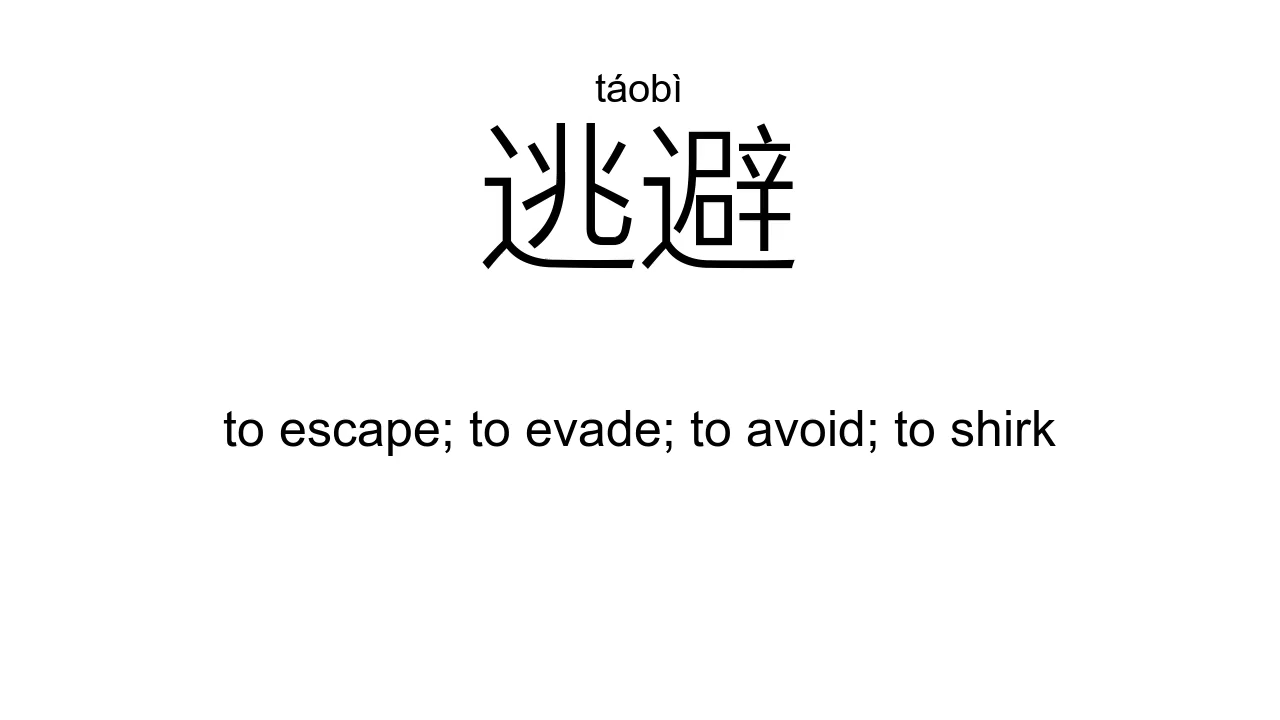 táobì
逃避
to escape; to evade; to avoid; to shirk